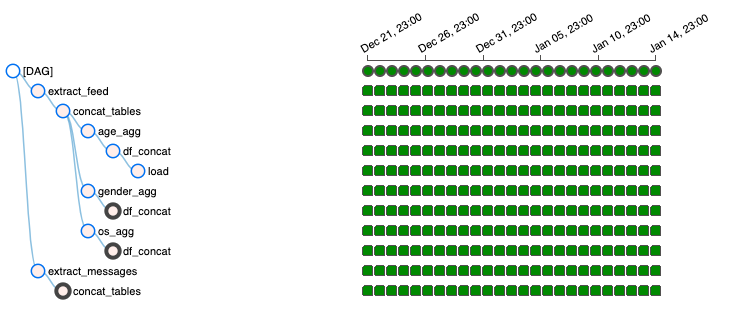 Dec 21, 23:00
Dec 26, 23:00
Dec 31, 23:00
Jan 05, 23:00
Jan 10, 23:00
Jan 14, 23:00
[DAG]
extract_feed
concat_tables
age_agg
df_concat
load
gender_agg
df_concat
os_agg
df_concat
extract_messages
concat_tables